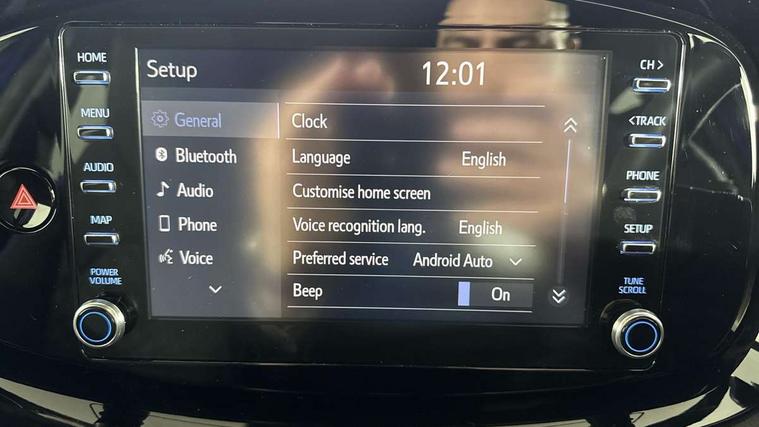 HOME
MENU
AUDIO
MAP
POWER
VOLUME
Setup 12:01
General
Bluetooth
Audio
Phone
Voice
Clock
Language English
Customise home screen
Voice recognition lang. English
Preferred service Android Auto
Beep On
CH >
< TRACK
PHONE
SETUP
TUNE
SCROLL